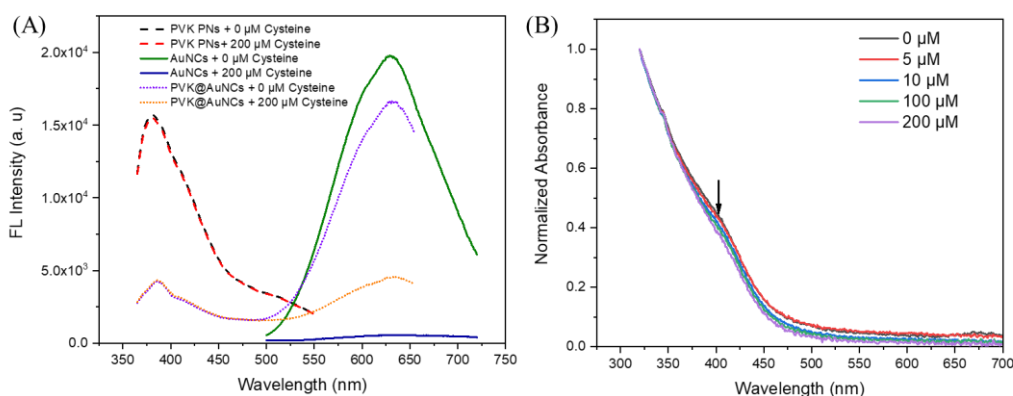 (A)
PVK PNs + 0 µM Cysteine
PVK PNs+ 200 µM Cysteine
AuNCs + 0 µM Cysteine
AuNCs + 200 µM Cysteine
PVK@AuNCs + 0 µM Cysteine
PVK@AuNCs + 200 µM Cysteine
FL Intensity (a. u)
2.0x10⁴
1.5x10⁴
1.0x10⁴
5.0x10³
0.0
350 400 450 500 550 600 650 700 750
Wavelength (nm)
(B)
0 µM
5 µM
10 µM
100 µM
200 µM
Normalized Absorbance
1.0
0.8
0.6
0.4
0.2
0.0
300 350 400 450 500 550 600 650 700
Wavelength (nm)